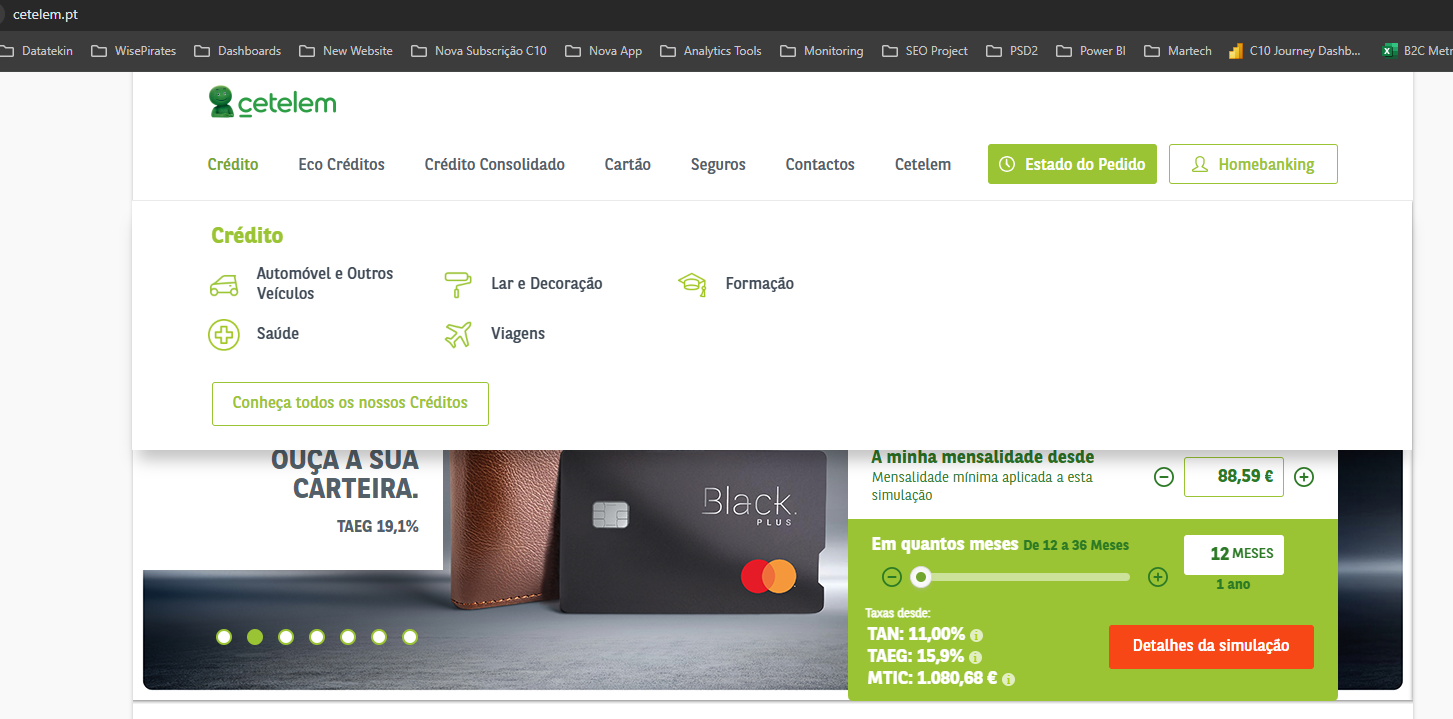 cetelem.pt
Datatekin WisePirates Dashboards New Website Nova Subscrição C10 Nova App Analytics Tools Monitoring SEO Project PSD2 Power BI Martech C10 Journey Dashb... B2C Metr
cetelem
Crédito Eco Créditos Crédito Consolidado Cartão Seguros Contactos Cetelem Estado do Pedido Homebanking
Crédito
Automóvel e Outros
Veículos
Lar e Decoração
Formação
Saúde
Viagens
Conheça todos os nossos Créditos
OUÇA A SUA
CARTEIRA.
TAEG 19,1%
Black.
PLUS
A minha mensalidade desde
Mensalidade mínima aplicada a esta
simulação
88,59 €
Em quantos meses De 12 a 36 Meses
12 MESES
1 ano
Taxas desde:
TAN: 11,00%
TAEG: 15,9%
MTIC: 1.080,68 €
Detalhes da simulação